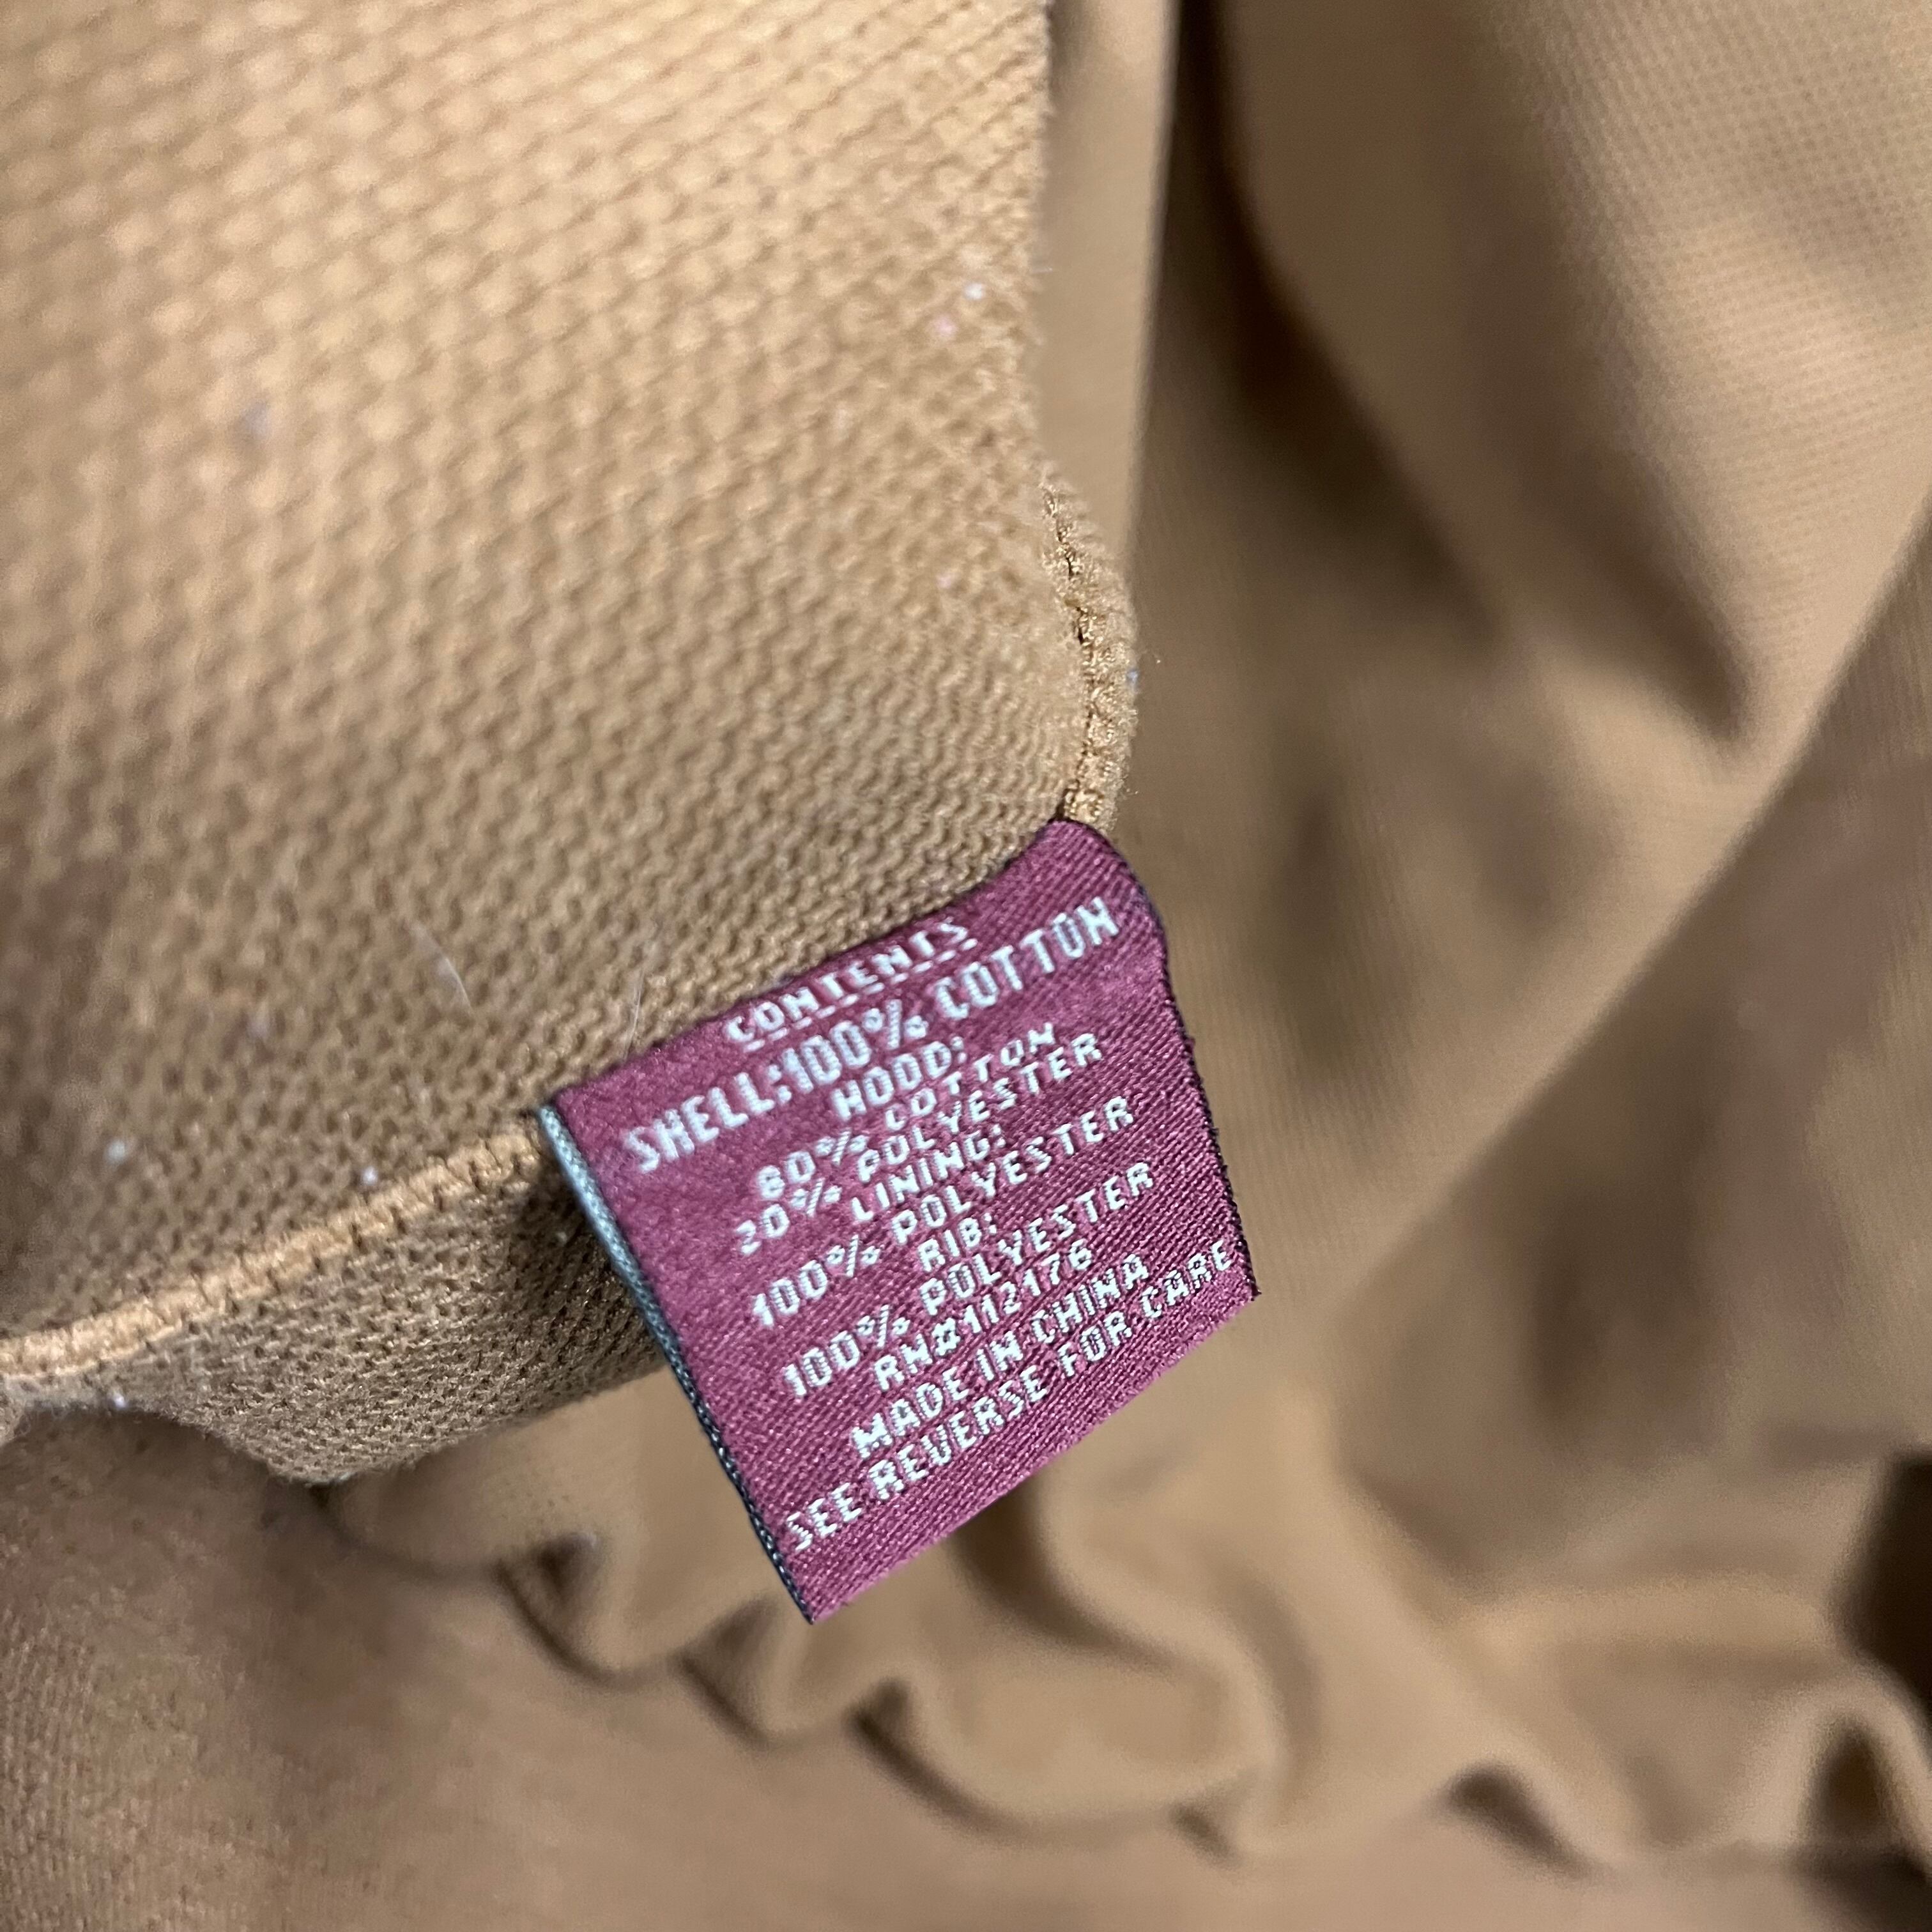 CONTENTS
SHELL:100% COTTON
HOOD:
80% COTTON
20% POLYESTER
LINING:
100% POLYESTER
RIB:
100% POLYESTER
RN#112176
MADE IN CHINA
SEE REVERSE FOR CARE